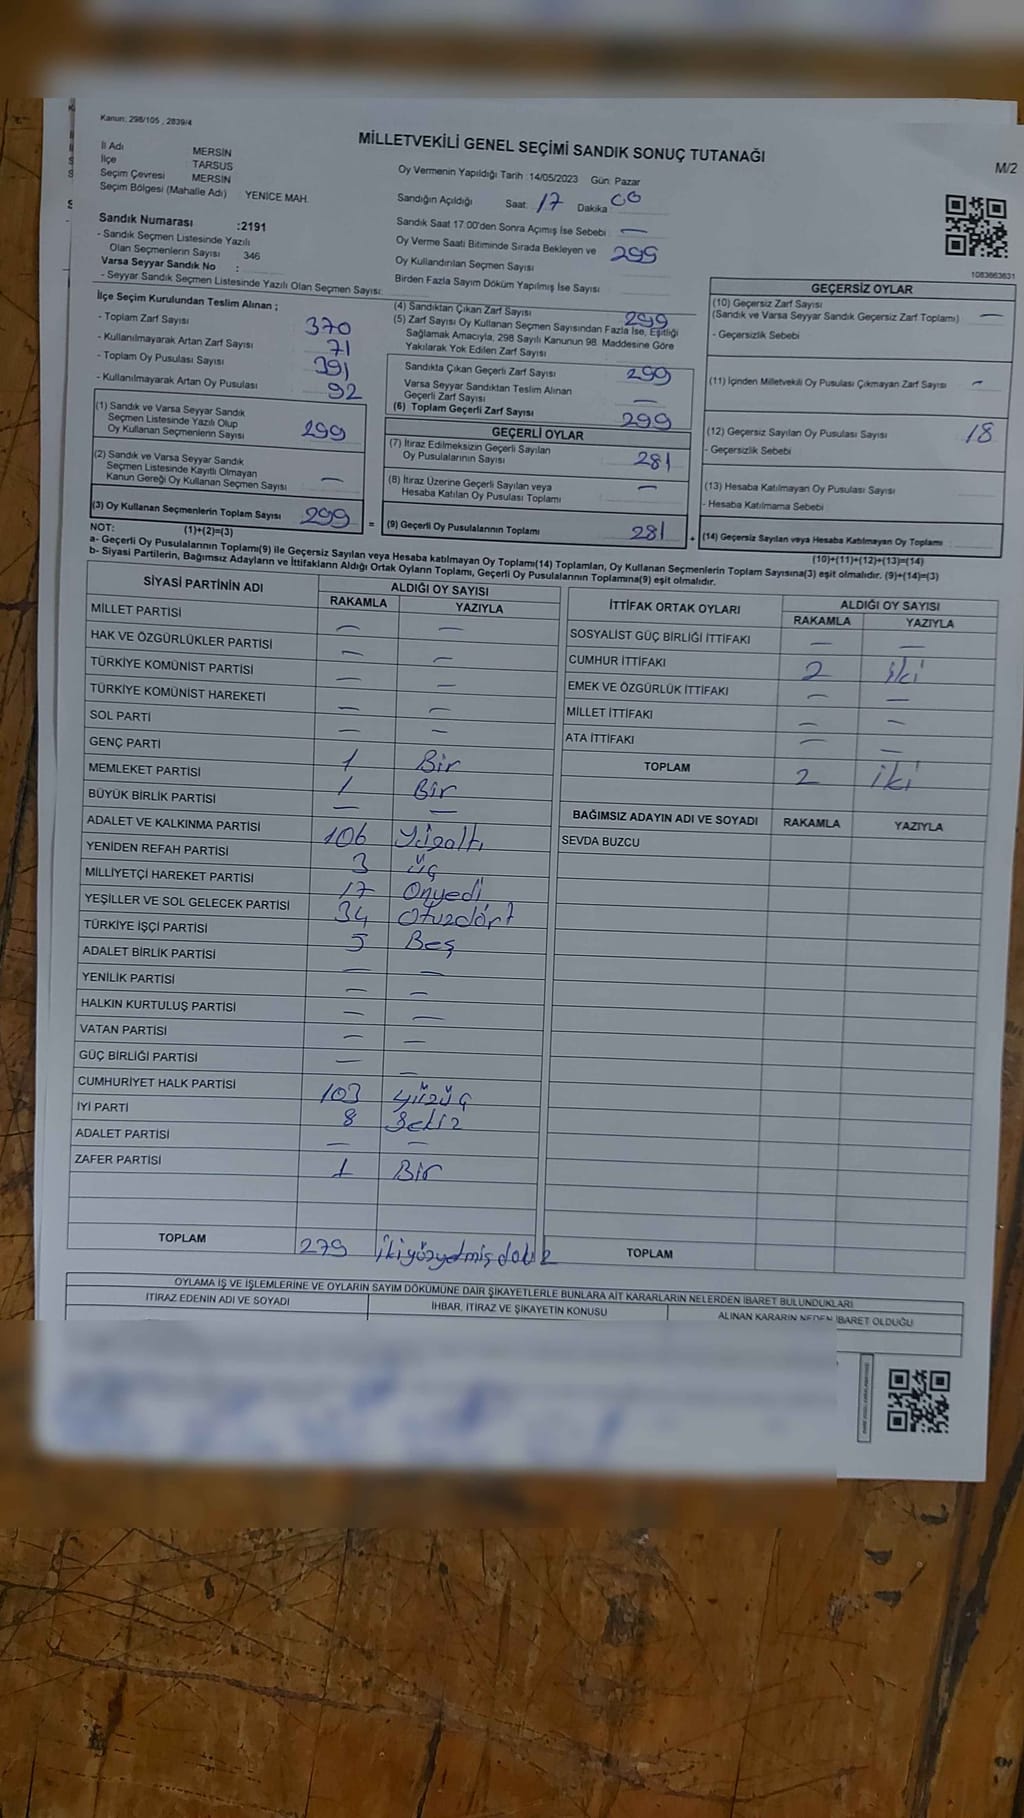 Kanun: 298/105 , 2839/4
MİLLETVEKİLİ GENEL SEÇİMİ SANDIK SONUÇ TUTANAĞI
M/2
İl Adı MERSİN
İlçe TARSUS
Seçim Çevresi MERSİN
Seçim Bölgesi (Mahalle Adı) YENİCE MAH.
Oy Vermenin Yapıldığı Tarih :14/05/2023 Gün: Pazar
Sandığın Açıldığı Saat: 17 Dakika 00
Sandık Saat 17.00'den Sonra Açımış İse Sebebi : —
Oy Verme Saati Bitiminde Sırada Bekleyen ve
Oy Kullandırılan Seçmen Sayısı 299
Birden Fazla Sayım Döküm Yapılmış İse Sayısı
Sandık Numarası :2191
- Sandık Seçmen Listesinde Yazılı
Olan Seçmenlerin Sayısı 346
Varsa Seyyar Sandık No :
- Seyyar Sandık Seçmen Listesinde Yazılı Olan Seçmen Sayısı:
1083863631
İlçe Seçim Kurulundan Teslim Alınan ;
- Toplam Zarf Sayısı 370
- Kullanılmayarak Artan Zarf Sayısı 71
- Toplam Oy Pusulası Sayısı 391
- Kullanılmayarak Artan Oy Pusulası 92
(1) Sandık ve Varsa Seyyar Sandık
Seçmen Listesinde Yazılı Olup
Oy Kullanan Seçmenlerin Sayısı 299
(2) Sandık ve Varsa Seyyar Sandık
Seçmen Listesinde Kayıtlı Olmayan
Kanun Gereği Oy Kullanan Seçmen Sayısı —
(3) Oy Kullanan Seçmenlerin Toplam Sayısı 299
(1)+(2)=(3)
(4) Sandıktan Çıkan Zarf Sayısı 299
(5) Zarf Sayısı Oy Kullanan Seçmen Sayısından Fazla İse, Eşitliği
Sağlamak Amacıyla, 298 Sayılı Kanunun 98. Maddesine Göre
Yakılarak Yok Edilen Zarf Sayısı
Sandıkta Çıkan Geçerli Zarf Sayısı 299
Varsa Seyyar Sandıktan Teslim Alınan
Geçerli Zarf Sayısı —
(6) Toplam Geçerli Zarf Sayısı 299
GEÇERLİ OYLAR
(7) İtiraz Edilmeksizin Geçerli Sayılan
Oy Pusulalarının Sayısı 281
(8) İtiraz Üzerine Geçerli Sayılan veya
Hesaba Katılan Oy Pusulası Toplamı —
= (9) Geçerli Oy Pusulalarının Toplamı 281
GEÇERSİZ OYLAR
(10) Geçersiz Zarf Sayısı
(Sandık ve Varsa Seyyar Sandık Geçersiz Zarf Toplamı) —
- Geçersizlik Sebebi
(11) İçinden Milletvekili Oy Pusulası Çıkmayan Zarf Sayısı -
(12) Geçersiz Sayılan Oy Pusulası Sayısı 18
- Geçersizlik Sebebi
(13) Hesaba Katılmayan Oy Pusulası Sayısı
- Hesaba Katılmama Sebebi
+ (14) Geçersiz Sayılan veya Hesaba Katılmayan Oy Toplamı
(10)+(11)+(12)+(13)=(14)
NOT:
a- Geçerli Oy Pusulalarının Toplamı(9) ile Geçersiz Sayılan veya Hesaba katılmayan Oy Toplamı(14) Toplamları, Oy Kullanan Seçmenlerin Toplam Sayısına(3) eşit olmalıdır. (9)+(14)=(3)
b- Siyasi Partilerin, Bağımsız Adayların ve İttifakların Aldığı Ortak Oyların Toplamı, Geçerli Oy Pusulalarının Toplamına(9) eşit olmalıdır.
SİYASİ PARTİNİN ADI ALDIĞI OY SAYISI
RAKAMLA YAZIYLA
MİLLET PARTİSİ — —
HAK VE ÖZGÜRLÜKLER PARTİSİ — —
TÜRKİYE KOMÜNİST PARTİSİ — —
TÜRKİYE KOMÜNİST HAREKETİ — —
SOL PARTİ — —
GENÇ PARTİ 1 Bir
MEMLEKET PARTİSİ 1 Bir
BÜYÜK BİRLİK PARTİSİ — —
ADALET VE KALKINMA PARTİSİ 106 Yüzaltı
YENİDEN REFAH PARTİSİ 3 üç
MİLLİYETÇİ HAREKET PARTİSİ 17 Onyedi
YEŞİLLER VE SOL GELECEK PARTİSİ 34 Otuzdört
TÜRKİYE İŞÇİ PARTİSİ 5 Beş
ADALET BİRLİK PARTİSİ — —
YENİLİK PARTİSİ — —
HALKIN KURTULUŞ PARTİSİ — —
VATAN PARTİSİ — —
GÜÇ BİRLİĞİ PARTİSİ — —
CUMHURİYET HALK PARTİSİ 103 yüzüç
İYİ PARTİ 8 Sekiz
ADALET PARTİSİ — —
ZAFER PARTİSİ 1 Bir
TOPLAM 279 ikiyüzyetmişdokuz
İTTİFAK ORTAK OYLARI ALDIĞI OY SAYISI
RAKAMLA YAZIYLA
SOSYALİST GÜÇ BİRLİĞİ İTTİFAKI — —
CUMHUR İTTİFAKI 2 iki
EMEK VE ÖZGÜRLÜK İTTİFAKI — —
MİLLET İTTİFAKI — —
ATA İTTİFAKI — —
TOPLAM 2 iki
BAĞIMSIZ ADAYIN ADI VE SOYADI RAKAMLA YAZIYLA
SEVDA BUZCU
TOPLAM
OYLAMA İŞ VE İŞLEMLERİNE VE OYLARIN SAYIM DÖKÜMÜNE DAİR ŞİKAYETLERLE BUNLARA AİT KARARLARIN NELERDEN İBARET BULUNDUKLARI
İTİRAZ EDENİN ADI VE SOYADI İHBAR, İTİRAZ VE ŞİKAYETİN KONUSU ALINAN KARARIN NEDEN İBARET OLDUĞU